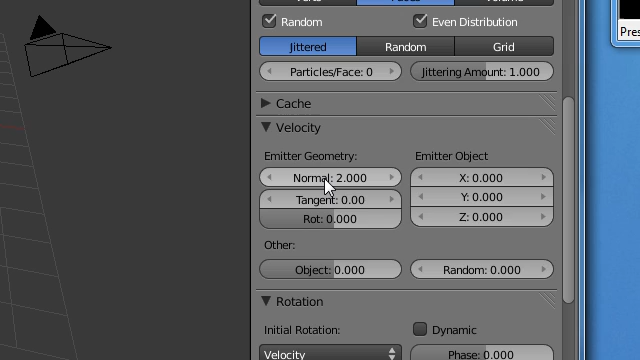 Random Even Distribution
Jittered Random Grid
Particles/Face: 0 Jittering Amount: 1.000
Cache
Velocity
Emitter Geometry: Emitter Object
Normal: 2.000 X: 0.000
Tangent: 0.00 Y: 0.000
Rot: 0.000 Z: 0.000
Other:
Object: 0.000 Random: 0.000
Rotation
Initial Rotation: Dynamic
Velocity Phase: 0.000